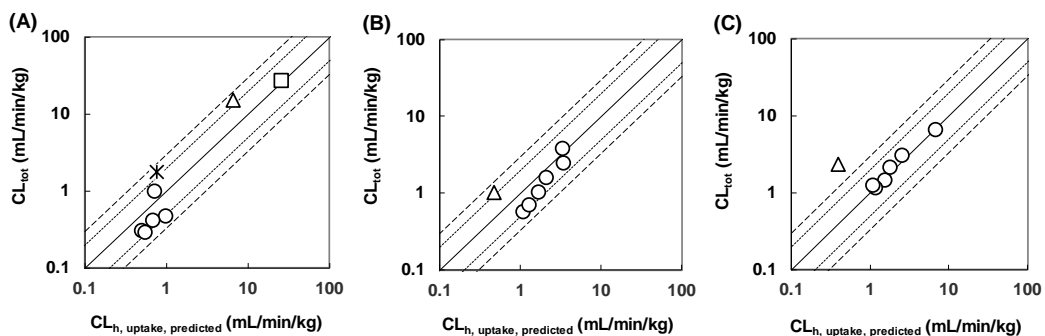 (A)
100
10
1
0.1
0.1 1 10 100
CLtot (mL/min/kg)
CLh, uptake, predicted (mL/min/kg)
(B)
100
10
1
0.1
0.1 1 10 100
CLtot (mL/min/kg)
CLh, uptake, predicted (mL/min/kg)
(C)
100
10
1
0.1
0.1 1 10 100
CLtot (mL/min/kg)
CLh, uptake, predicted (mL/min/kg)